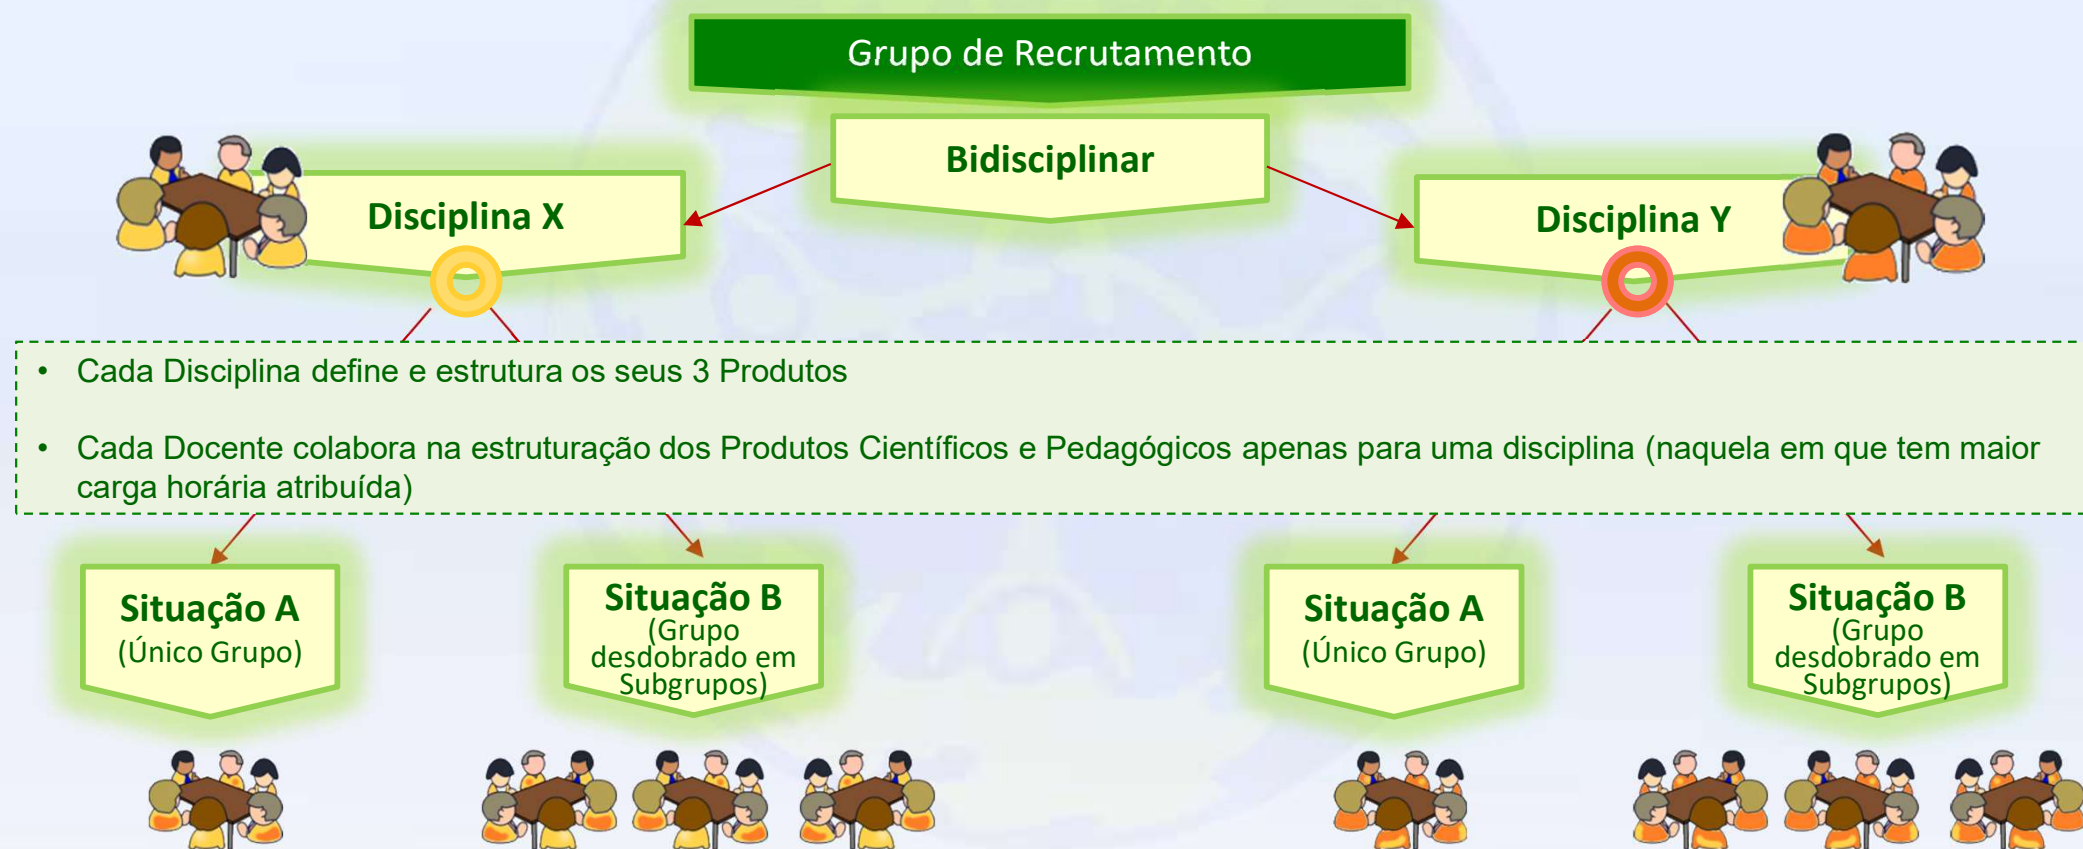 Grupo de Recrutamento
Bidisciplinar
Disciplina X
Disciplina Y
• Cada Disciplina define e estrutura os seus 3 Produtos
• Cada Docente colabora na estruturação dos Produtos Científicos e Pedagógicos apenas para uma disciplina (naquela em que tem maior
carga horária atribuída)
Situação A
(Único Grupo)
Situação B
(Grupo
desdobrado em
Subgrupos)
Situação A
(Único Grupo)
Situação B
(Grupo
desdobrado em
Subgrupos)